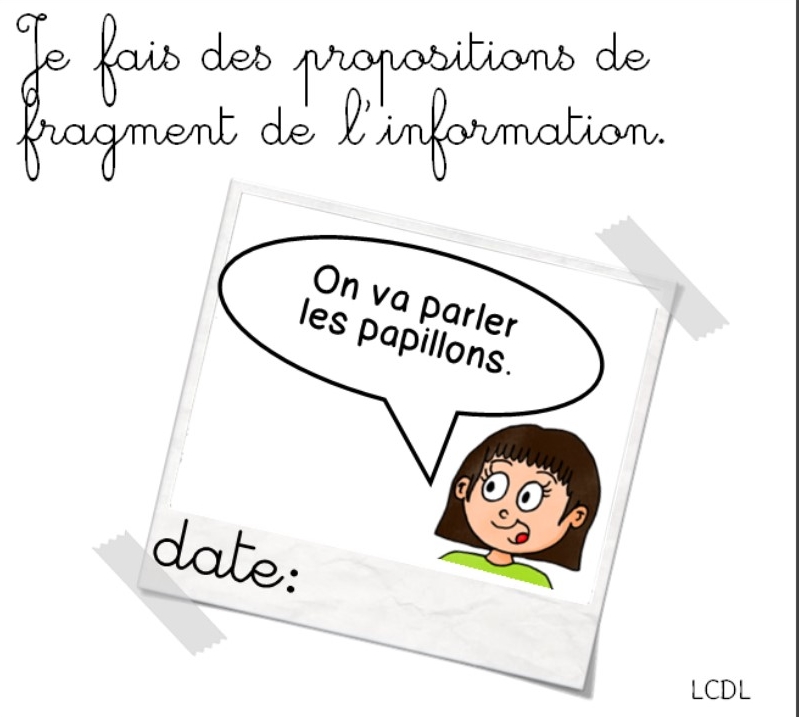 Je fais des propositions de
fragment de l'information.
On va parler
les papillons.
date:
LCDL